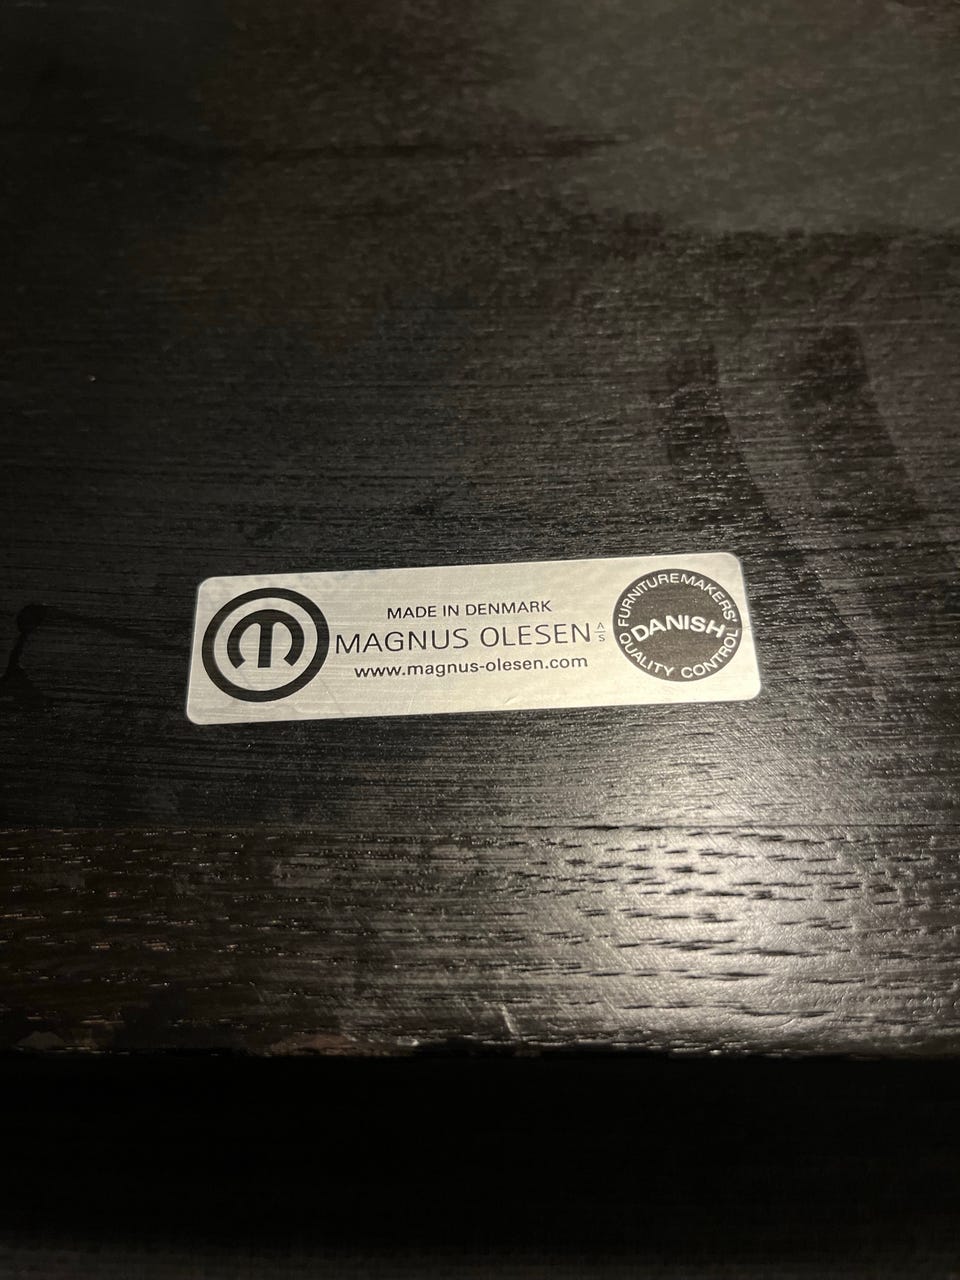 m
MADE IN DENMARK
MAGNUS OLESEN A/S
www.magnus-olesen.com
FURNITUREMAKERS'
DANISH
QUALITY CONTROL